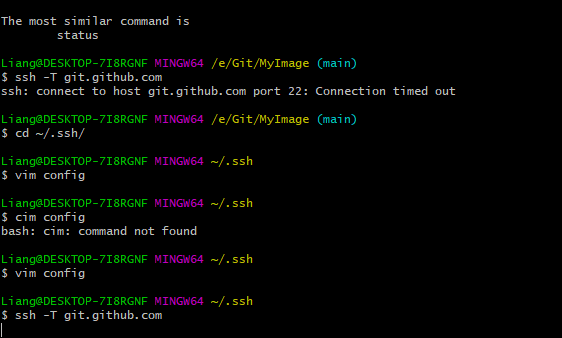 The most similar command is
        status
Liang@DESKTOP-7I8RGNF MINGW64 /e/Git/MyImage (main)
$ ssh -T git.github.com
ssh: connect to host git.github.com port 22: Connection timed out
Liang@DESKTOP-7I8RGNF MINGW64 /e/Git/MyImage (main)
$ cd ~/.ssh/
Liang@DESKTOP-7I8RGNF MINGW64 ~/.ssh
$ vim config
Liang@DESKTOP-7I8RGNF MINGW64 ~/.ssh
$ cim config
bash: cim: command not found
Liang@DESKTOP-7I8RGNF MINGW64 ~/.ssh
$ vim config
Liang@DESKTOP-7I8RGNF MINGW64 ~/.ssh
$ ssh -T git.github.com